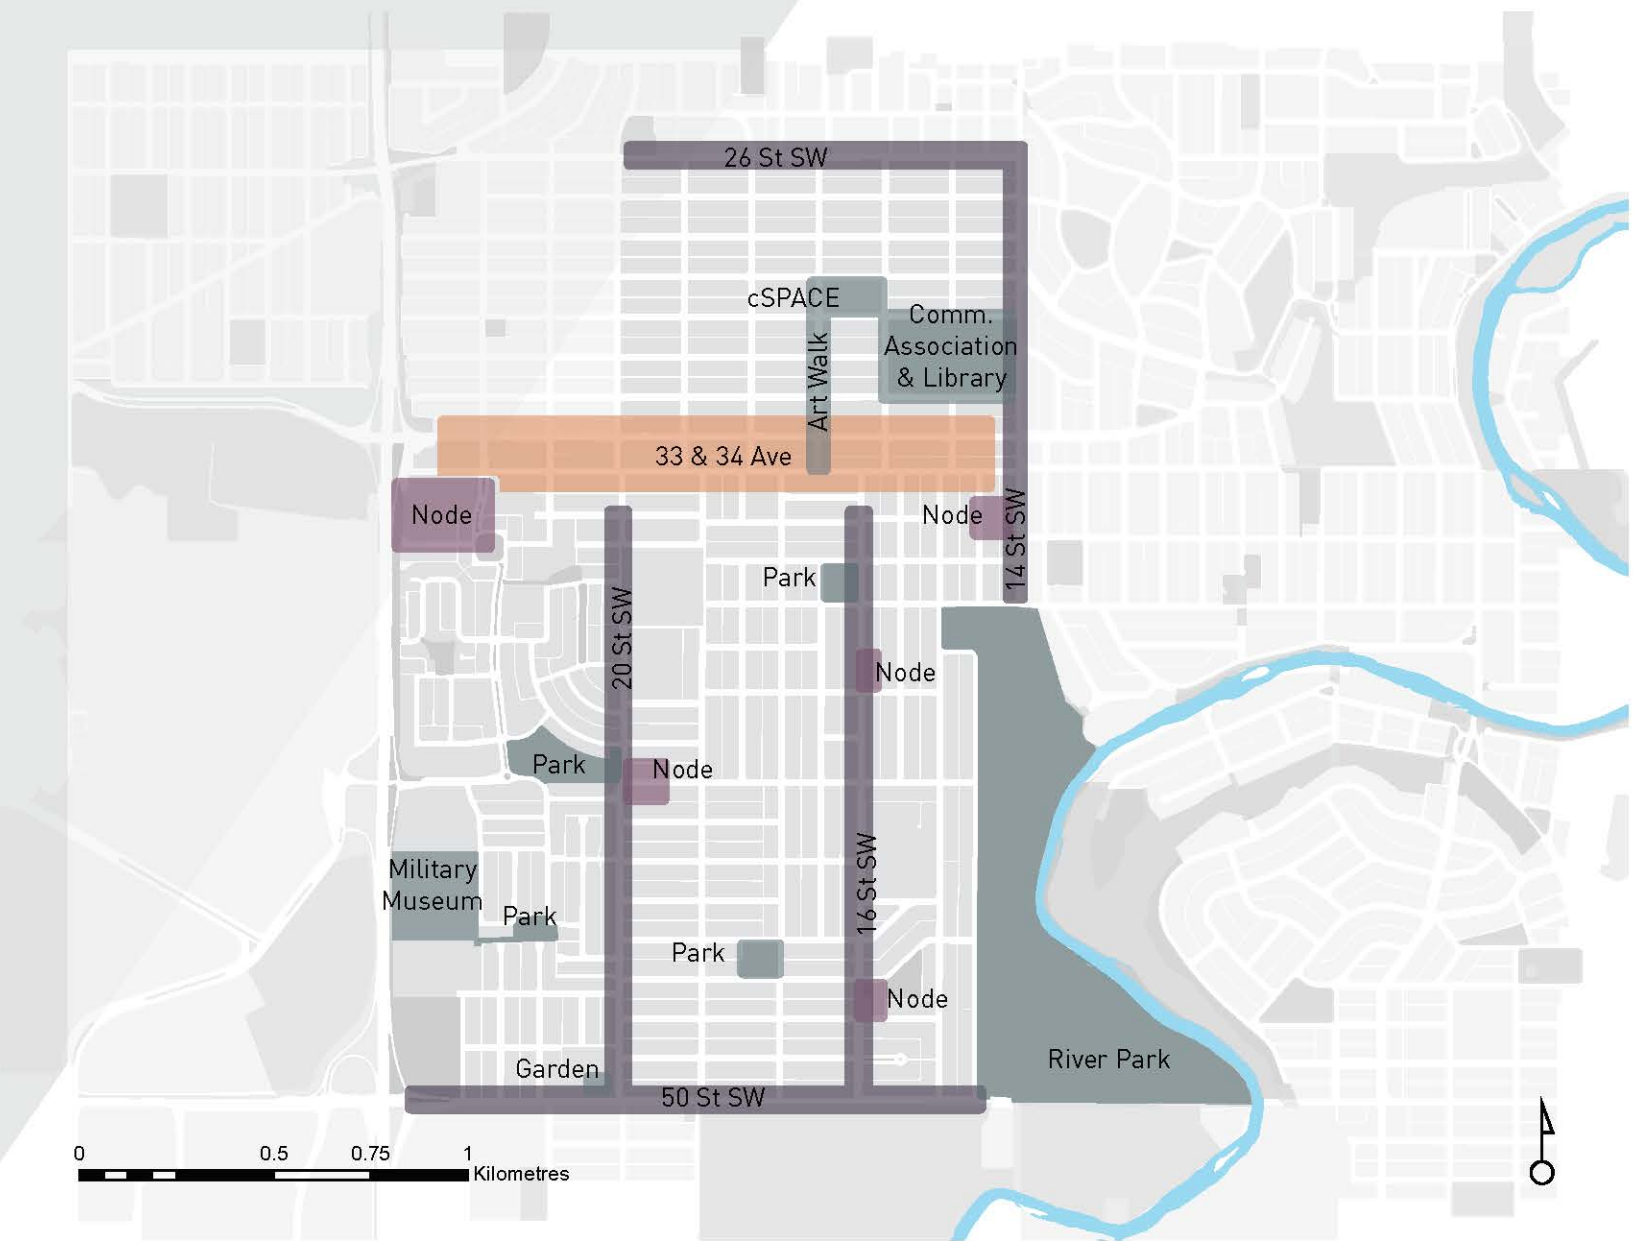 26 St SW
cSPACE
Comm.
Association
& Library
Art Walk
33 & 34 Ave
Node
Node
14 St SW
Park
20 St SW
Node
Park
Node
16 St SW
Military
Museum
Park
Park
Node
Garden
River Park
50 St SW
0 0.5 0.75 1
Kilometres